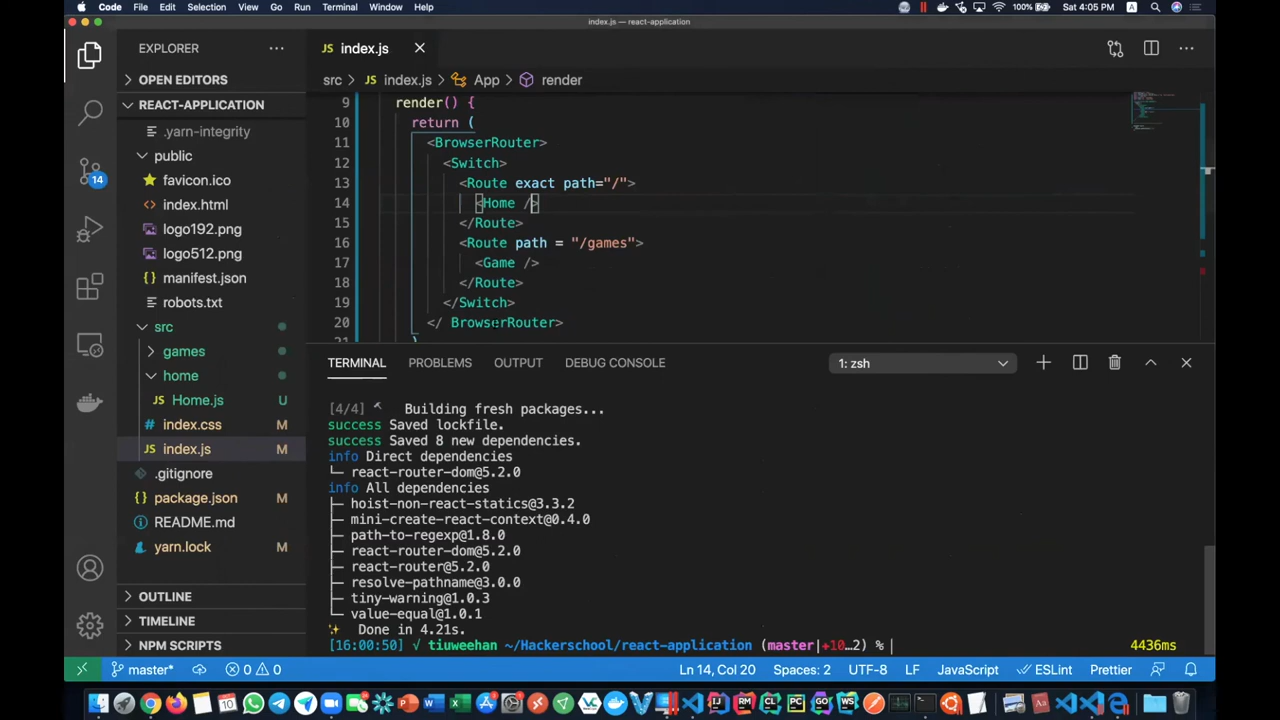 Code File Edit Selection View Go Run Terminal Window Help 100% Sat 4:05 PM A
index.js — react-application
EXPLORER
JS index.js
OPEN EDITORS
src > JS index.js > App > render
REACT-APPLICATION
.yarn-integrity
public
favicon.ico
index.html
logo192.png
logo512.png
manifest.json
robots.txt
src
games
home
JS Home.js U
index.css M
JS index.js M
.gitignore
package.json M
README.md
yarn.lock M
OUTLINE
TIMELINE
NPM SCRIPTS
14
9 render() {
10 return (
11 <BrowserRouter>
12 <Switch>
13 <Route exact path="/">
14 <Home />
15 </Route>
16 <Route path = "/games">
17 <Game />
18 </Route>
19 </Switch>
20 </ BrowserRouter>
21 )
TERMINAL PROBLEMS OUTPUT DEBUG CONSOLE 1: zsh
[4/4] Building fresh packages...
success Saved lockfile.
success Saved 8 new dependencies.
info Direct dependencies
└─ react-router-dom@5.2.0
info All dependencies
├─ hoist-non-react-statics@3.3.2
├─ mini-create-react-context@0.4.0
├─ path-to-regexp@1.8.0
├─ react-router-dom@5.2.0
├─ react-router@5.2.0
├─ resolve-pathname@3.0.0
├─ tiny-warning@1.0.3
└─ value-equal@1.0.1
✨ Done in 4.21s.
[16:00:50] √ tiuweehan ~/Hackerschool/react-application (master|+10…2) % 4436ms
master* 0 0 Ln 14, Col 20 Spaces: 2 UTF-8 LF JavaScript ESLint Prettier